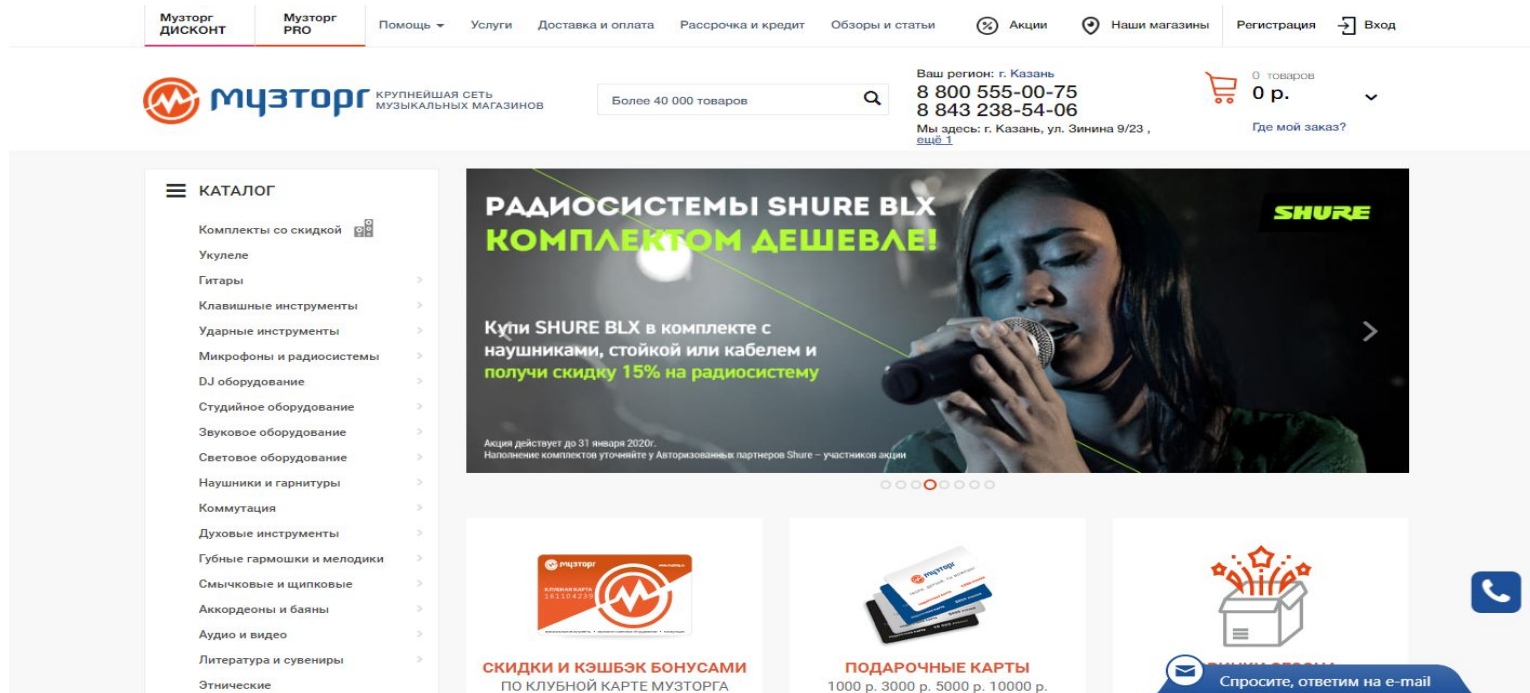 Музторг
ДИСКОНТ
Музторг
PRO
Помощь
Услуги
Доставка и оплата
Рассрочка и кредит
Обзоры и статьи
Акции
Наши магазины
Регистрация
Вход
музторг
КРУПНЕЙШАЯ СЕТЬ
МУЗЫКАЛЬНЫХ МАГАЗИНОВ
Более 40 000 товаров
Ваш регион: г. Казань
8 800 555-00-75
8 843 238-54-06
Мы здесь: г. Казань, ул. Зинина 9/23 ,
ещё 1
0 товаров
0 р.
Где мой заказ?
КАТАЛОГ
Комплекты со скидкой
Укулеле
Гитары
Клавишные инструменты
Ударные инструменты
Микрофоны и радиосистемы
DJ оборудование
Студийное оборудование
Звуковое оборудование
Световое оборудование
Наушники и гарнитуры
Коммутация
Духовые инструменты
Губные гармошки и мелодики
Смычковые и щипковые
Аккордеоны и баяны
Аудио и видео
Литература и сувениры
Этнические
РАДИОСИСТЕМЫ SHURE BLX
КОМПЛЕКТОМ ДЕШЕВЛЕ!
SHURE
Купи SHURE BLX в комплекте с
наушниками, стойкой или кабелем и
получи скидку 15% на радиосистему
Акция действует до 31 января 2020г.
Наполнение комплектов уточняйте у Авторизованных партнеров Shure – участников акции
музторг
КЛУБНАЯ КАРТА
161104239
СКИДКИ И КЭШБЭК БОНУСАМИ
ПО КЛУБНОЙ КАРТЕ МУЗТОРГА
музторг
ПОДАРОЧНЫЕ КАРТЫ
1000 р. 3000 р. 5000 р. 10000 р.
Спросите, ответим на e-mail